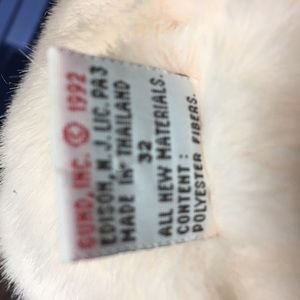 GUND, INC. © 1992
EDISON, N. J. LIC. PA3
MADE IN THAILAND
32
ALL NEW MATERIALS.
CONTENT :
POLYESTER FIBERS.